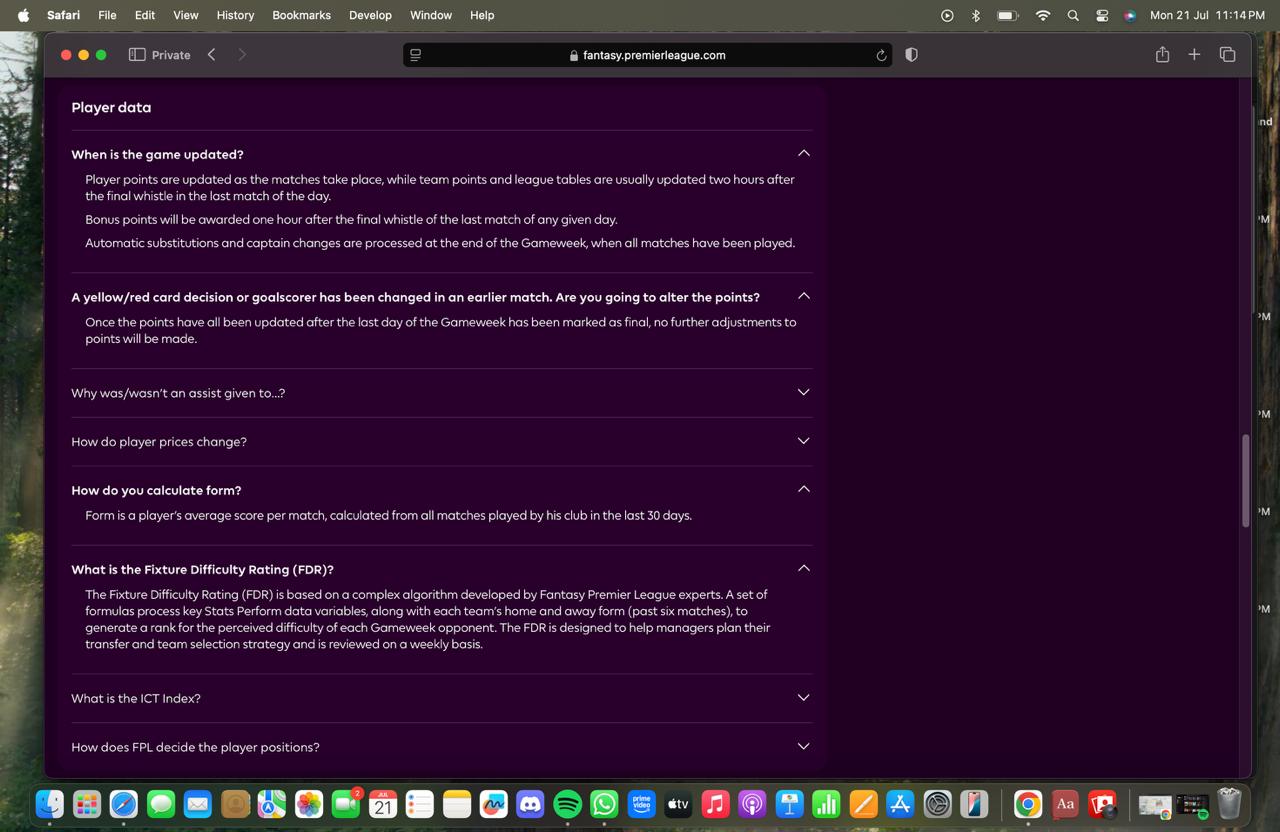 Safari File Edit View History Bookmarks Develop Window Help Mon 21 Jul 11:14 PM
Private fantasy.premierleague.com
Player data
When is the game updated?
Player points are updated as the matches take place, while team points and league tables are usually updated two hours after
the final whistle in the last match of the day.
Bonus points will be awarded one hour after the final whistle of the last match of any given day.
Automatic substitutions and captain changes are processed at the end of the Gameweek, when all matches have been played.
A yellow/red card decision or goalscorer has been changed in an earlier match. Are you going to alter the points?
Once the points have all been updated after the last day of the Gameweek has been marked as final, no further adjustments to
points will be made.
Why was/wasn't an assist given to...?
How do player prices change?
How do you calculate form?
Form is a player's average score per match, calculated from all matches played by his club in the last 30 days.
What is the Fixture Difficulty Rating (FDR)?
The Fixture Difficulty Rating (FDR) is based on a complex algorithm developed by Fantasy Premier League experts. A set of
formulas process key Stats Perform data variables, along with each team's home and away form (past six matches), to
generate a rank for the perceived difficulty of each Gameweek opponent. The FDR is designed to help managers plan their
transfer and team selection strategy and is reviewed on a weekly basis.
What is the ICT Index?
How does FPL decide the player positions?
2
JUL
21
prime video
tv
Aa